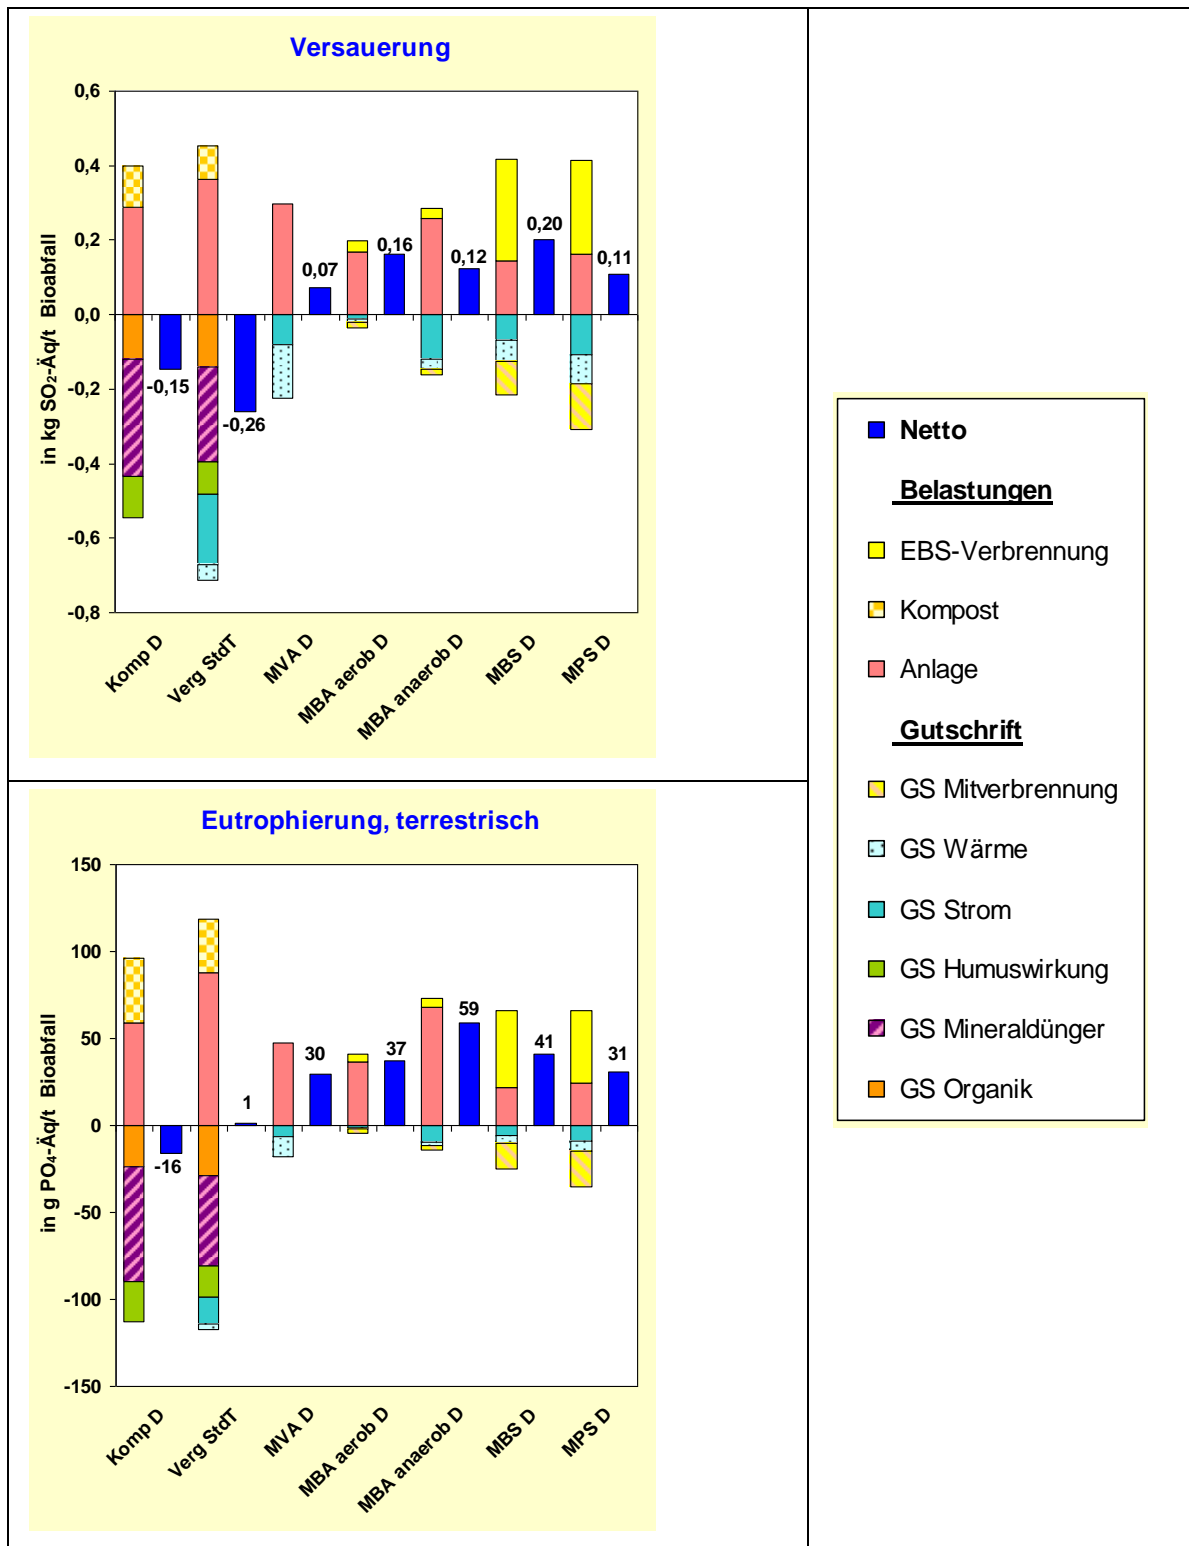 Versauerung
in kg SO₂-Äq/t Bioabfall
0,6
0,4
0,2
0,0
-0,2
-0,4
-0,6
-0,8
-0,15
-0,26
0,07
0,16
0,12
0,20
0,11
Komp D
Verg StdT
MVA D
MBA aerob D
MBA anaerob D
MBS D
MPS D
Eutrophierung, terrestrisch
in g PO₄-Äq/t Bioabfall
150
100
50
0
-50
-100
-150
-16
1
30
37
59
41
31
Komp D
Verg StdT
MVA D
MBA aerob D
MBA anaerob D
MBS D
MPS D
Netto
Belastungen
EBS-Verbrennung
Kompost
Anlage
Gutschrift
GS Mitverbrennung
GS Wärme
GS Strom
GS Humuswirkung
GS Mineraldünger
GS Organik